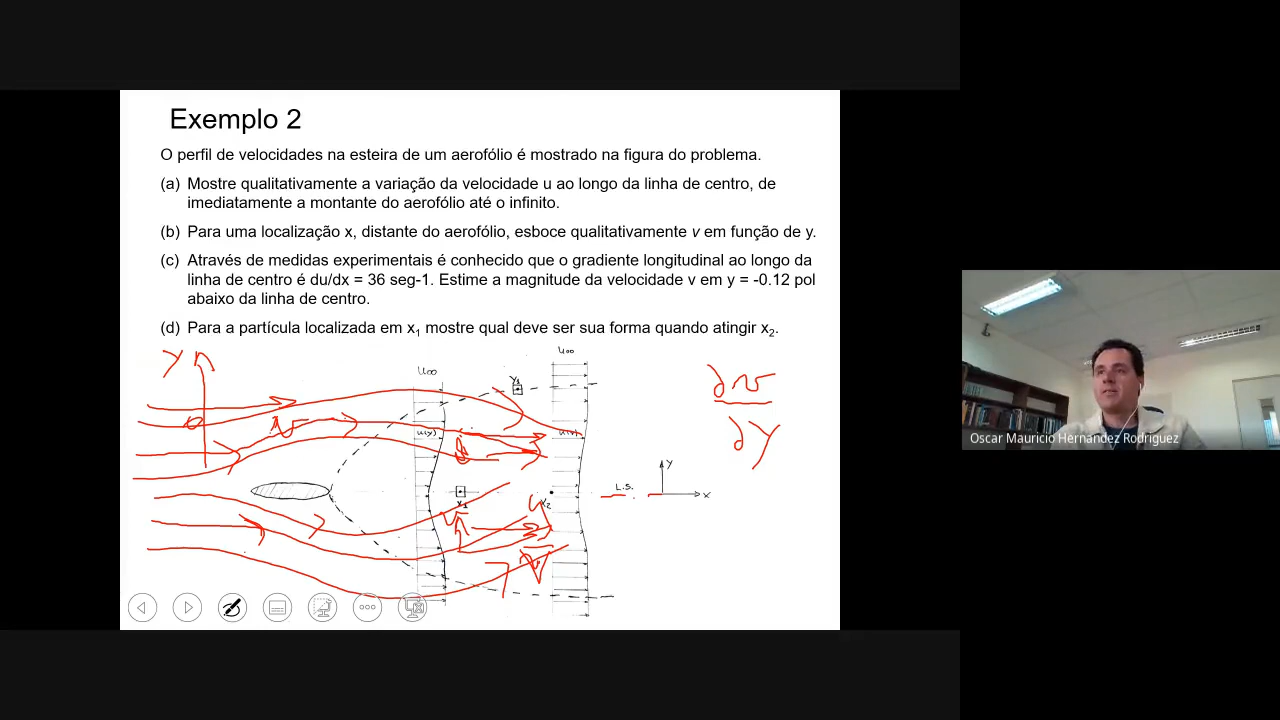 Exemplo 2
O perfil de velocidades na esteira de um aerofólio é mostrado na figura do problema.
(a) Mostre qualitativamente a variação da velocidade u ao longo da linha de centro, de
imediatamente a montante do aerofólio até o infinito.
(b) Para uma localização x, distante do aerofólio, esboce qualitativamente v em função de y.
(c) Através de medidas experimentais é conhecido que o gradiente longitudinal ao longo da
linha de centro é du/dx = 36 seg-1. Estime a magnitude da velocidade v em y = -0.12 pol
abaixo da linha de centro.
(d) Para a partícula localizada em x₁ mostre qual deve ser sua forma quando atingir x₂.
y
U∞
U∞
∂v
∂y
u(y)
v
Y
L.S.
x
x₁
x₂
Oscar Mauricio Hernandez Rodriguez